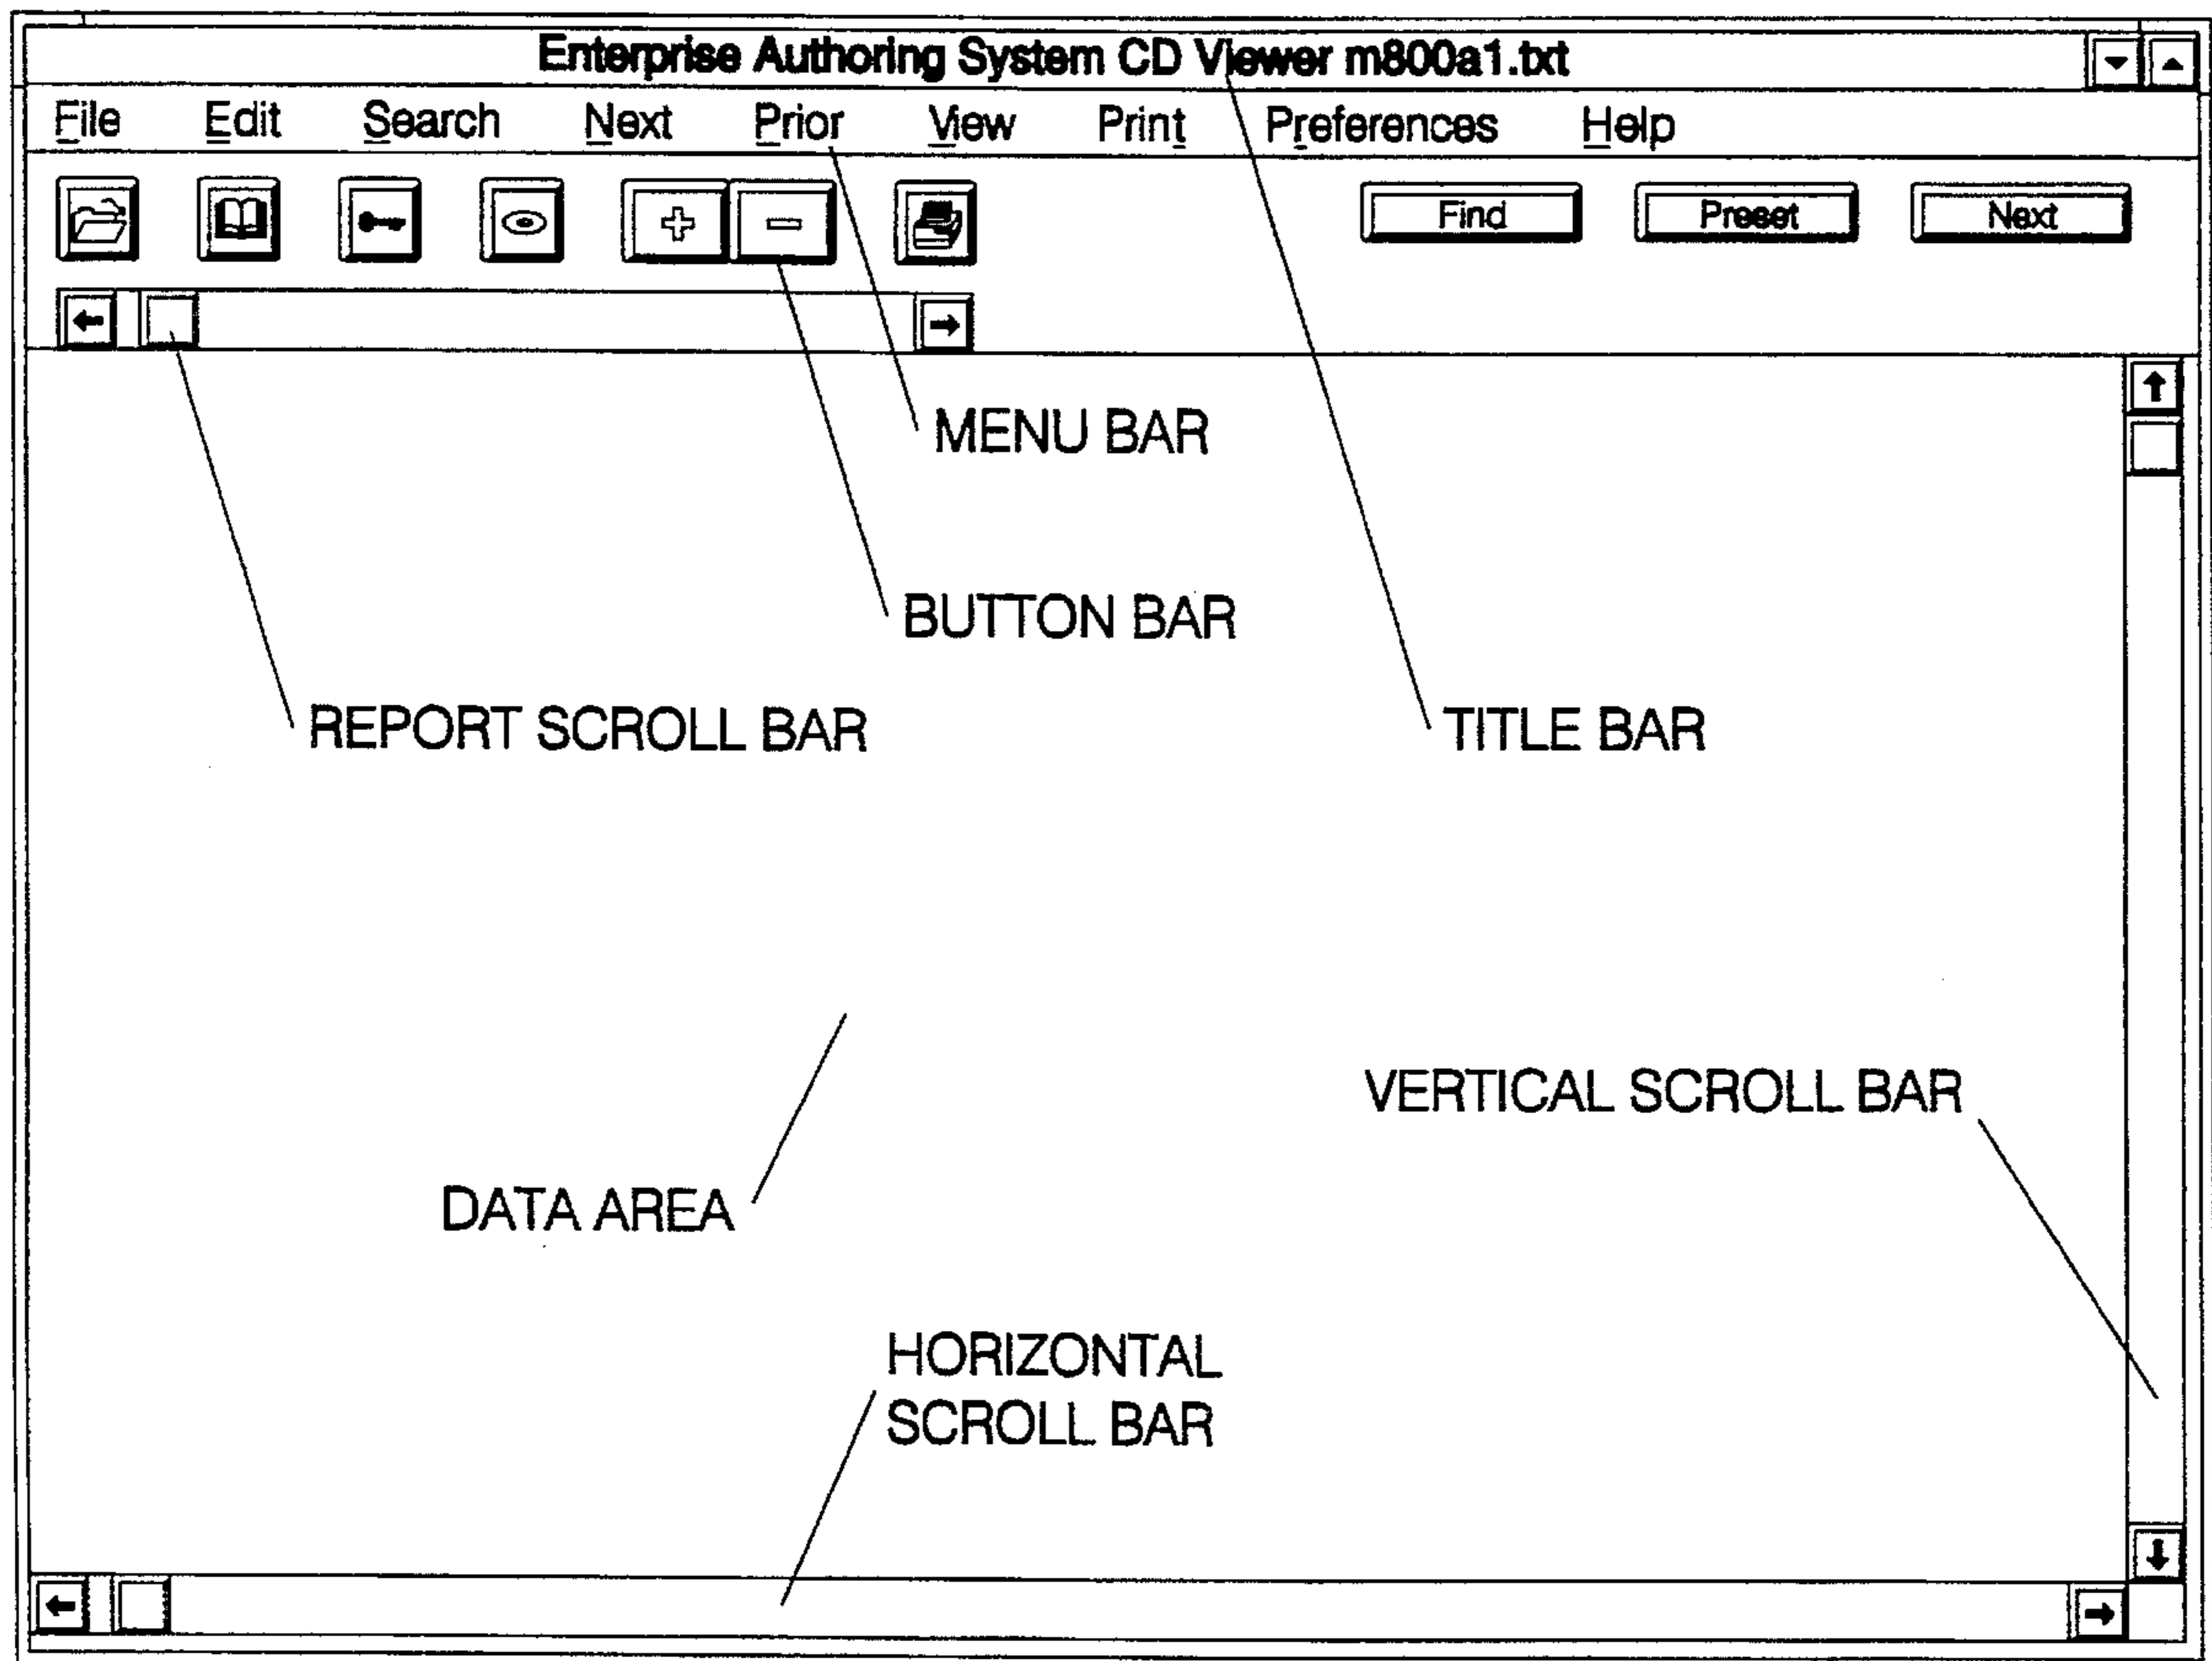 Enterprise Authoring System CD Viewer m800a1.txt
File Edit Search Next Prior View Print Preferences Help
Find Preset Next
MENU BAR
BUTTON BAR
REPORT SCROLL BAR
TITLE BAR
VERTICAL SCROLL BAR
DATA AREA
HORIZONTAL
SCROLL BAR